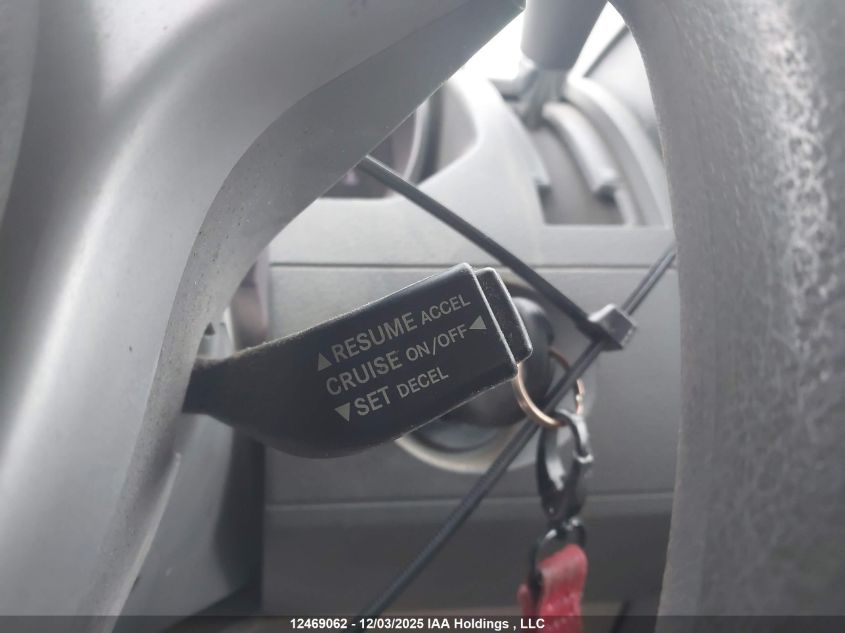 ▲RESUME ACCEL
CRUISE ON/OFF◀
▼SET DECEL
12469062 - 12/03/2025 IAA Holdings , LLC